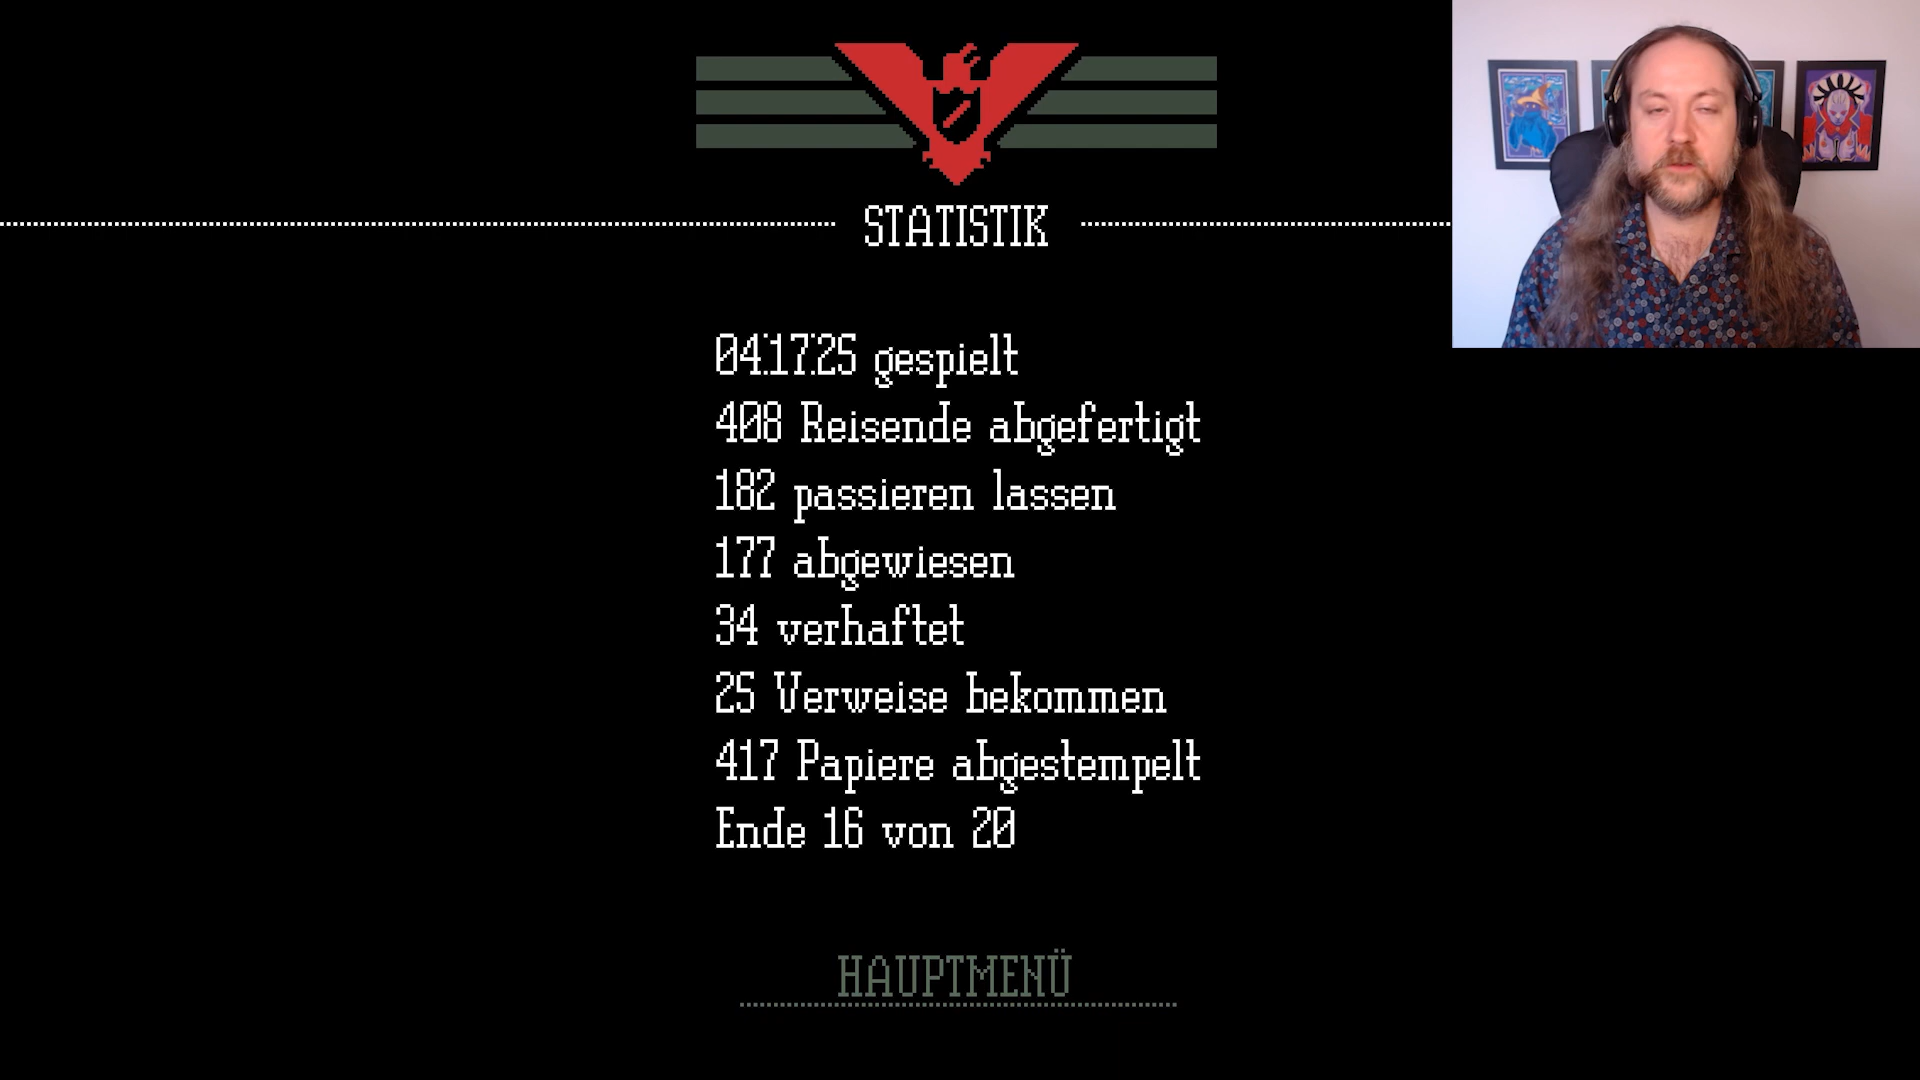 STATISTIK
04:17:25 gespielt
408 Reisende abgefertigt
182 passieren lassen
177 abgewiesen
34 verhaftet
25 Verweise bekommen
417 Papiere abgestempelt
Ende 16 von 20
HAUPTMENÜ